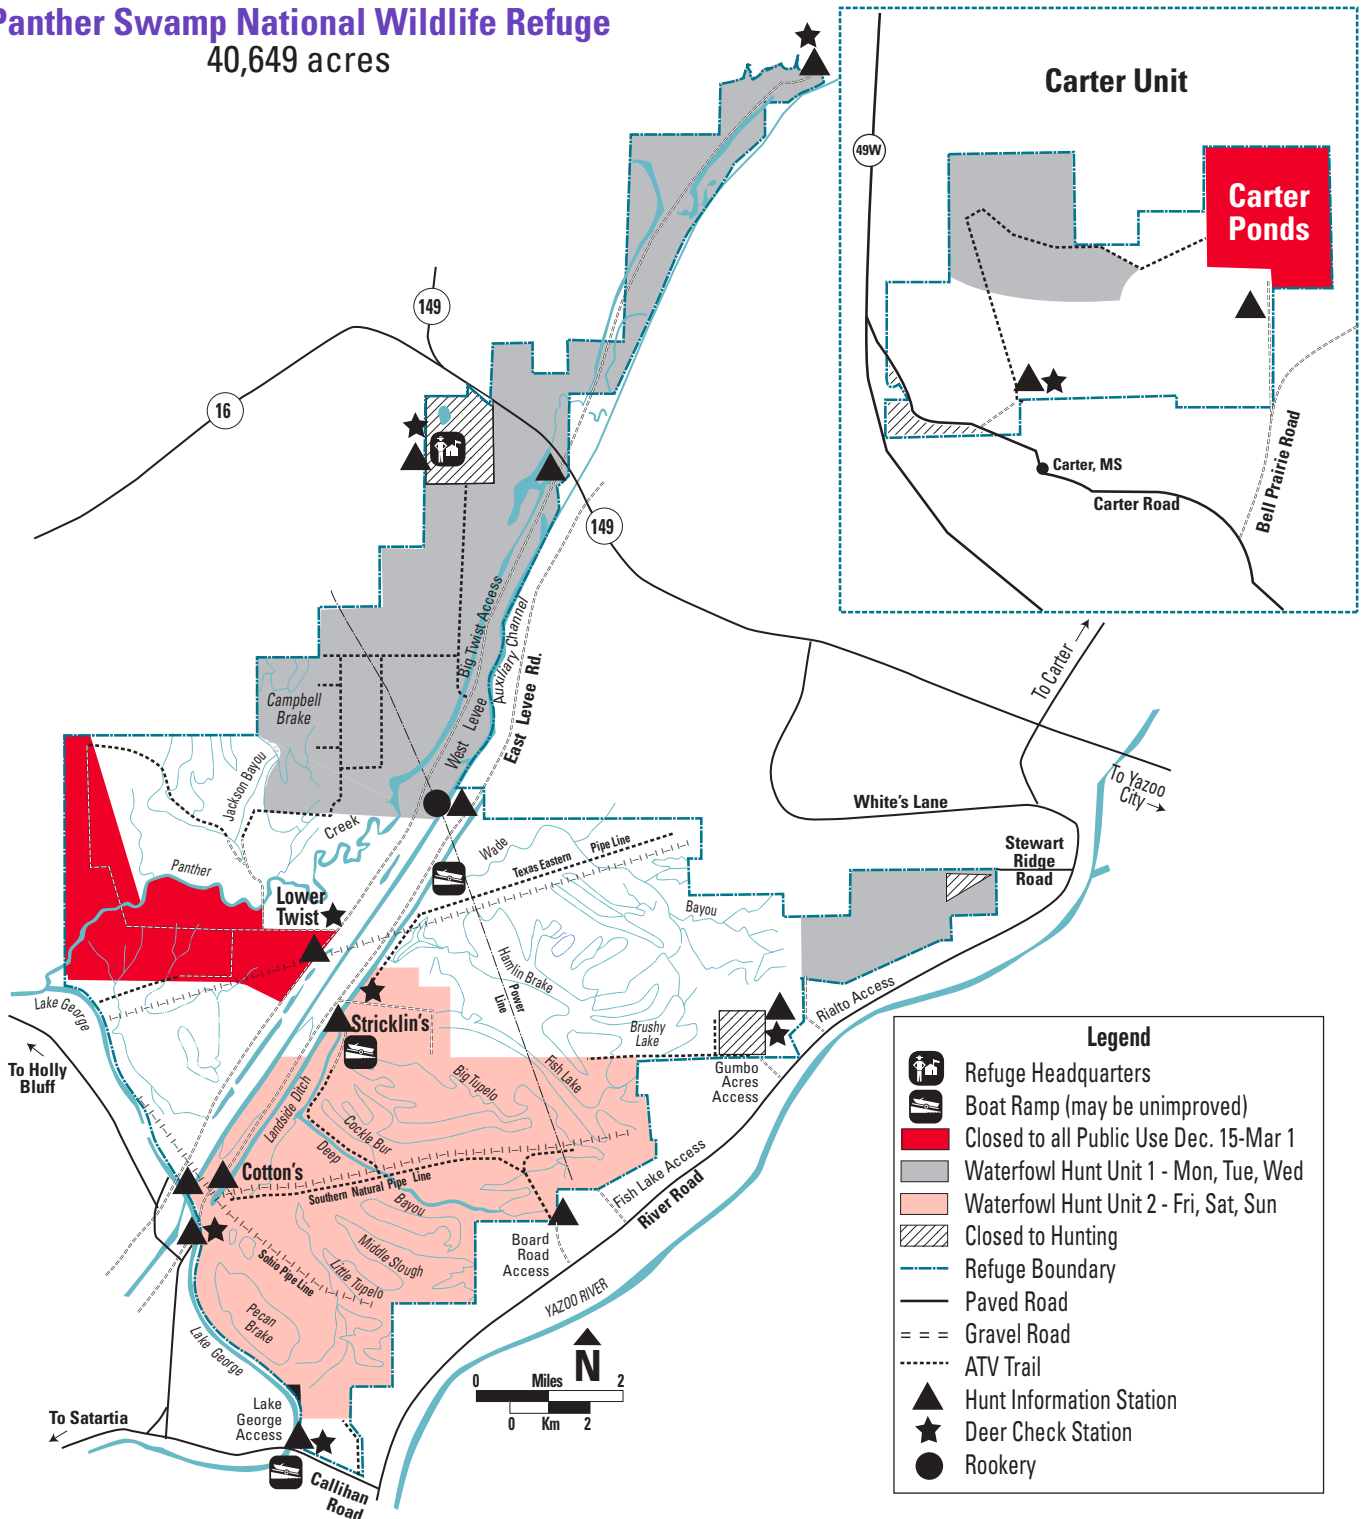 Panther Swamp National Wildlife Refuge
40,649 acres
Carter Unit
49W
Carter
Ponds
Carter, MS
Carter Road
Bell Prairie Road
149
16
149
Big Twist Access
Auxiliary Channel
West Levee
East Levee Rd.
Campbell
Brake
Jackson Bayou
Creek
Panther
Lower
Twist
To Carter
To Yazoo
City
White's Lane
Stewart
Ridge
Road
Wade
Texas Eastern
Pipe Line
Bayou
Hamlin Brake
Power
Line
Brushy
Lake
Rialto Access
Gumbo
Acres
Access
Lake George
To Holly
Bluff
Stricklin's
Landside Ditch
Big Tupelo
Fish Lake
Cockle Bur
Deep
Bayou
Cotton's
Southern Natural Pipe Line
Fish Lake Access
River Road
Board
Road
Access
Middle Slough
Little Tupelo
Sohio Pipe Line
Pecan
Brake
YAZOO RIVER
Lake George
Lake
George
Access
To Satartia
Callihan
Road
N
0 Miles 2
0 Km 2
Legend
Refuge Headquarters
Boat Ramp (may be unimproved)
Closed to all Public Use Dec. 15-Mar 1
Waterfowl Hunt Unit 1 - Mon, Tue, Wed
Waterfowl Hunt Unit 2 - Fri, Sat, Sun
Closed to Hunting
Refuge Boundary
Paved Road
Gravel Road
ATV Trail
Hunt Information Station
Deer Check Station
Rookery